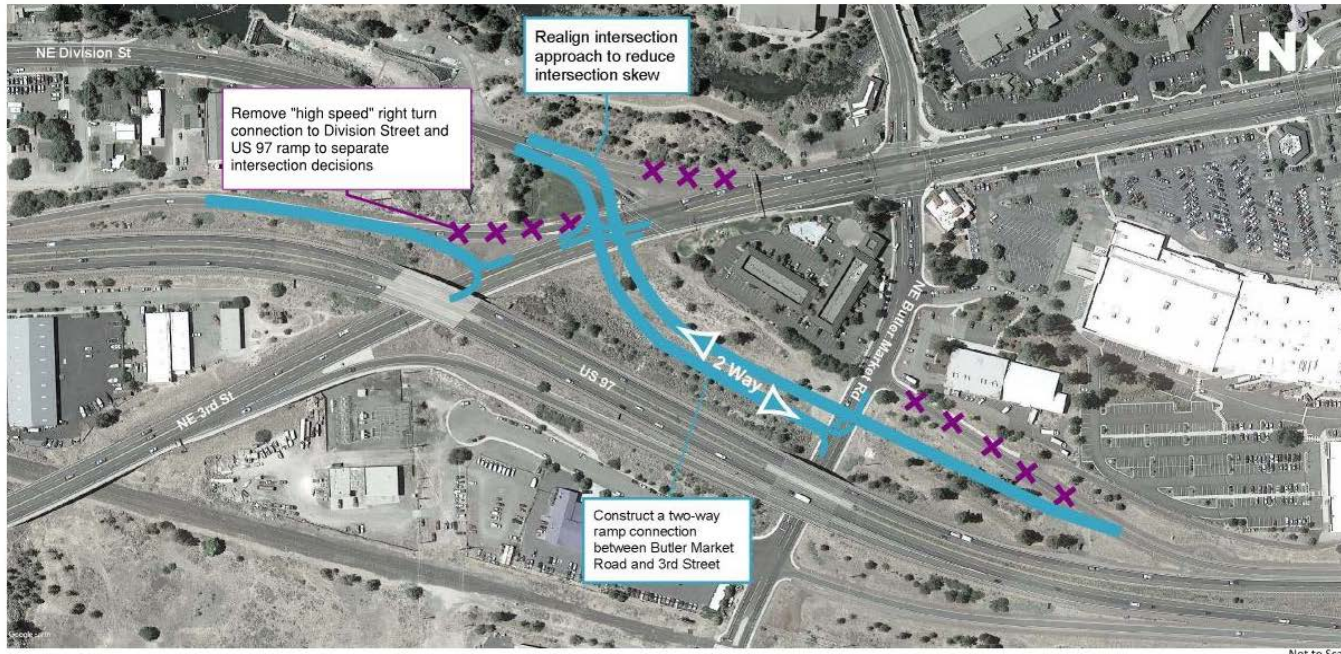 NE Division St
Realign intersection
approach to reduce
intersection skew
N
Remove "high speed" right turn
connection to Division Street and
US 97 ramp to separate
intersection decisions
NE Butler Market Rd
US 97
2 Way
NE 3rd St
Construct a two-way
ramp connection
between Butler Market
Road and 3rd Street
Google Earth
Not to